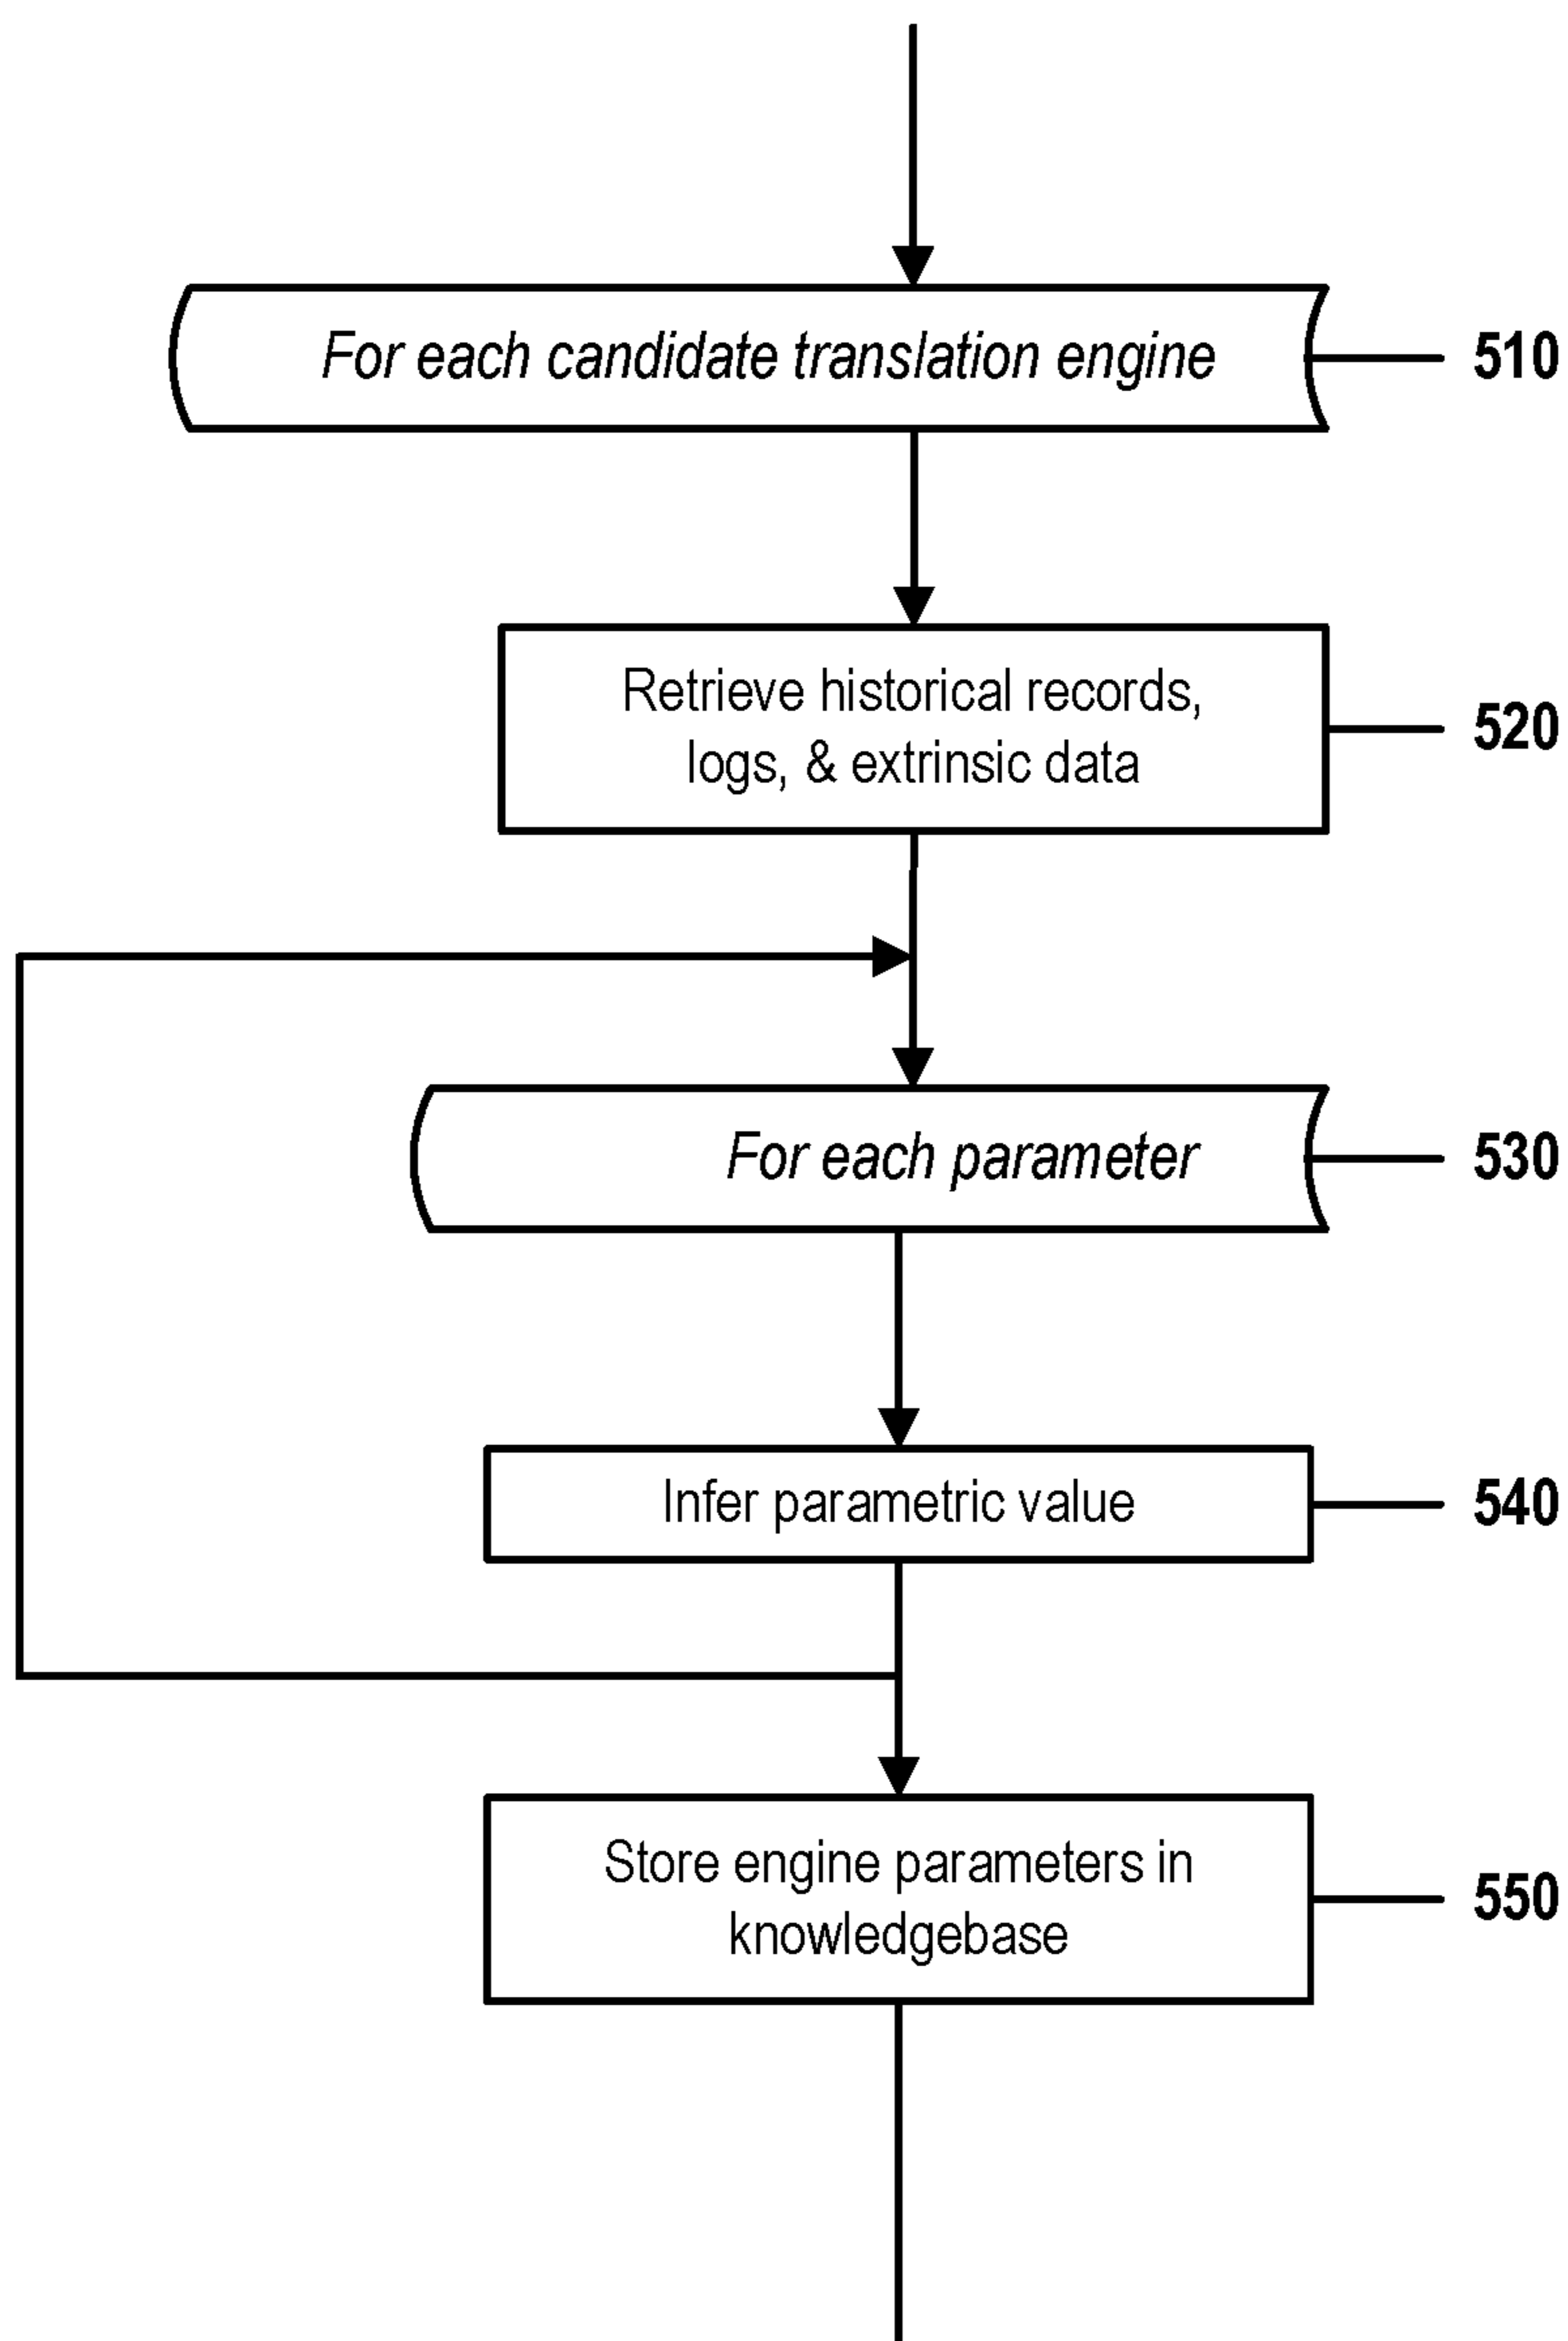 For each candidate translation engine
510
Retrieve historical records,
logs, & extrinsic data
520
For each parameter
530
Infer parametric value
540
Store engine parameters in
knowledgebase
550